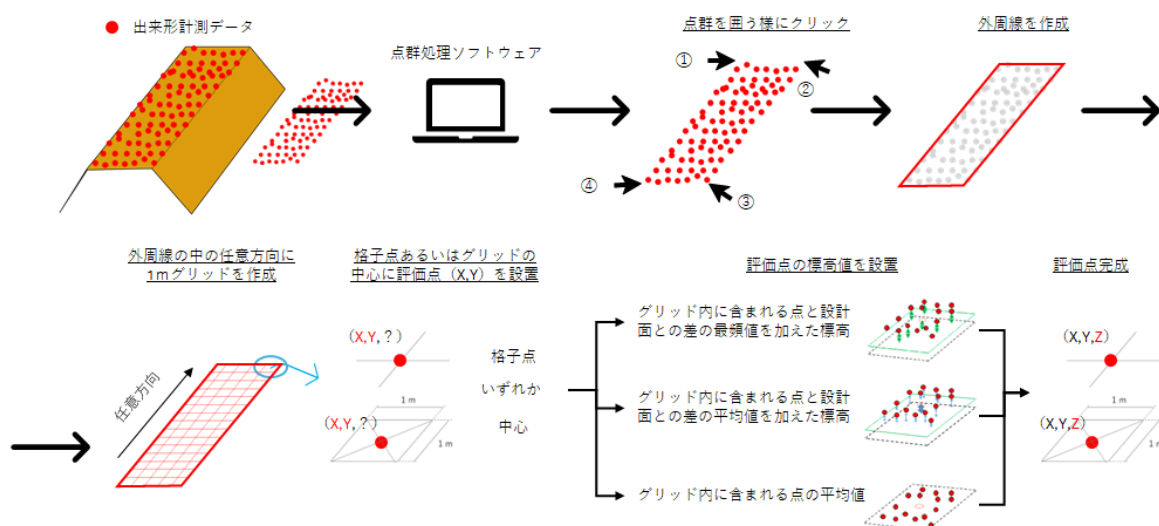 出来形計測データ
点群処理ソフトウェア
点群を囲う様にクリック
①
②
③
④
外周線を作成
外周線の中の任意方向に
1mグリッドを作成
任意方向
格子点あるいはグリッドの
中心に評価点（X,Y）を設置
(X,Y,？)
格子点
いずれか
中心
1 m
(X,Y,？)
1 m
評価点の標高値を設置
グリッド内に含まれる点と設計
面との差の最頻値を加えた標高
グリッド内に含まれる点と設計
面との差の平均値を加えた標高
グリッド内に含まれる点の平均値
評価点完成
(X,Y,Z)
1 m
(X,Y,Z)
1 m